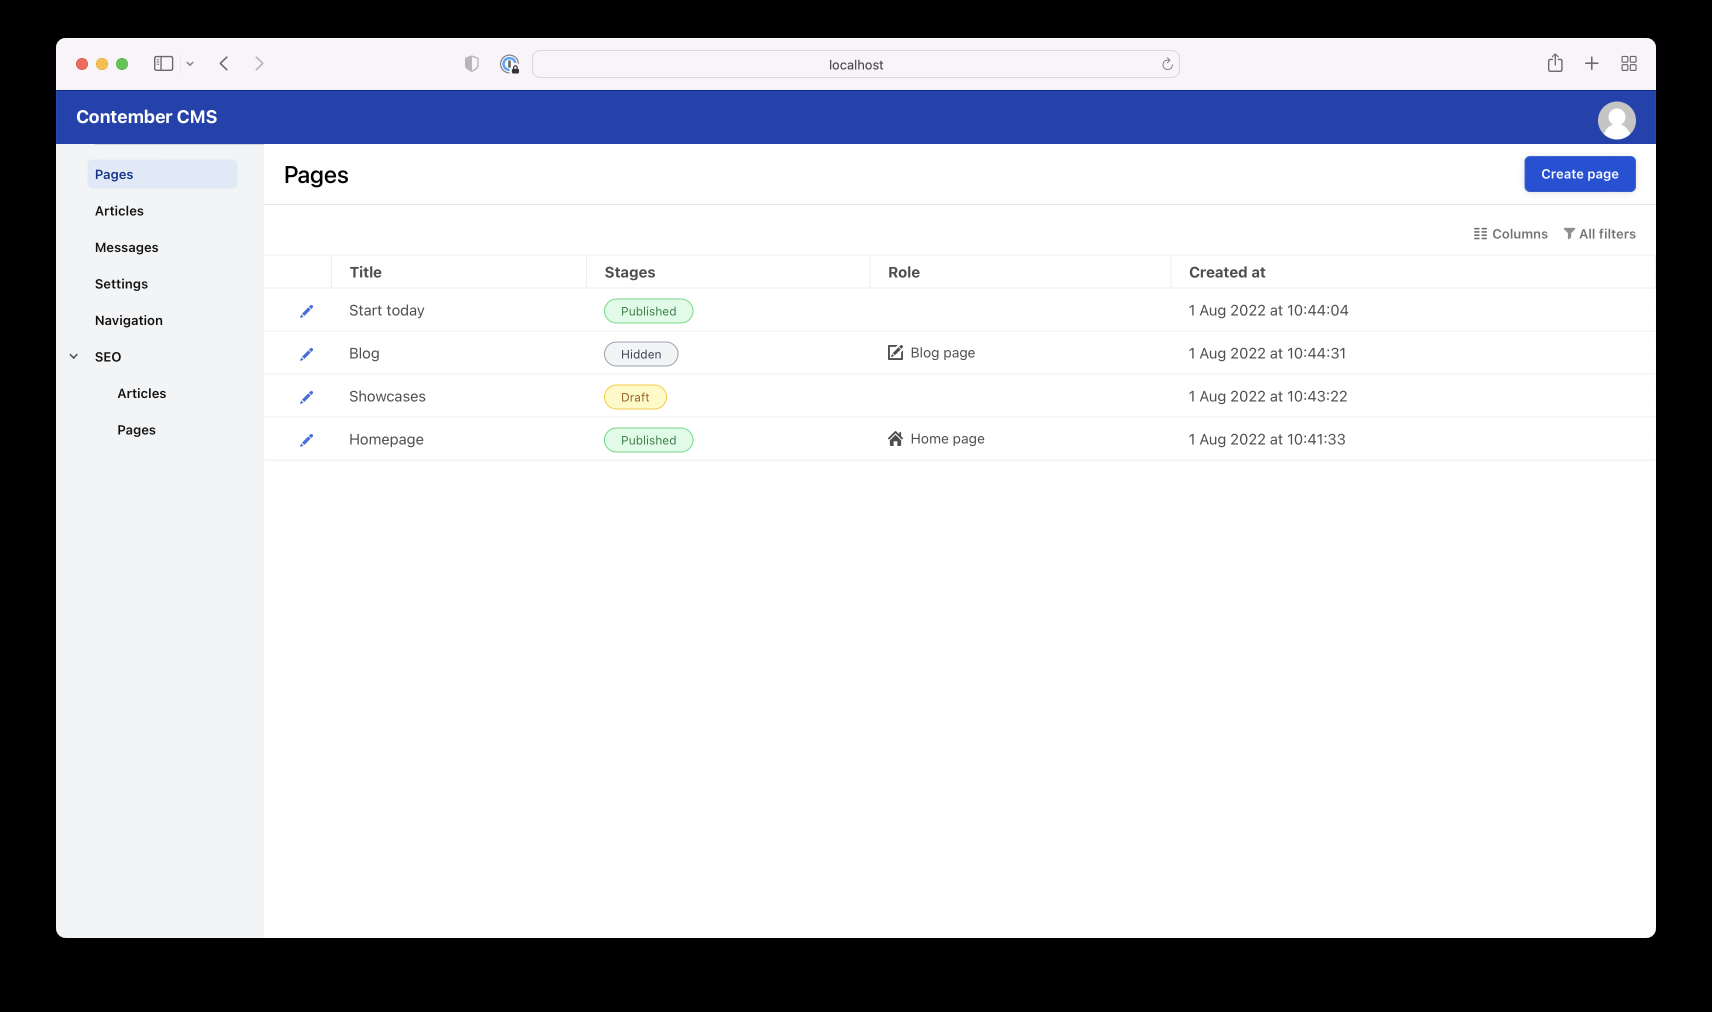 localhost
Contember CMS
Pages
Articles
Messages
Settings
Navigation
SEO
Articles
Pages
Pages
Create page
Columns All filters
Title Stages Role Created at
Start today Published 1 Aug 2022 at 10:44:04
Blog Hidden Blog page 1 Aug 2022 at 10:44:31
Showcases Draft 1 Aug 2022 at 10:43:22
Homepage Published Home page 1 Aug 2022 at 10:41:33